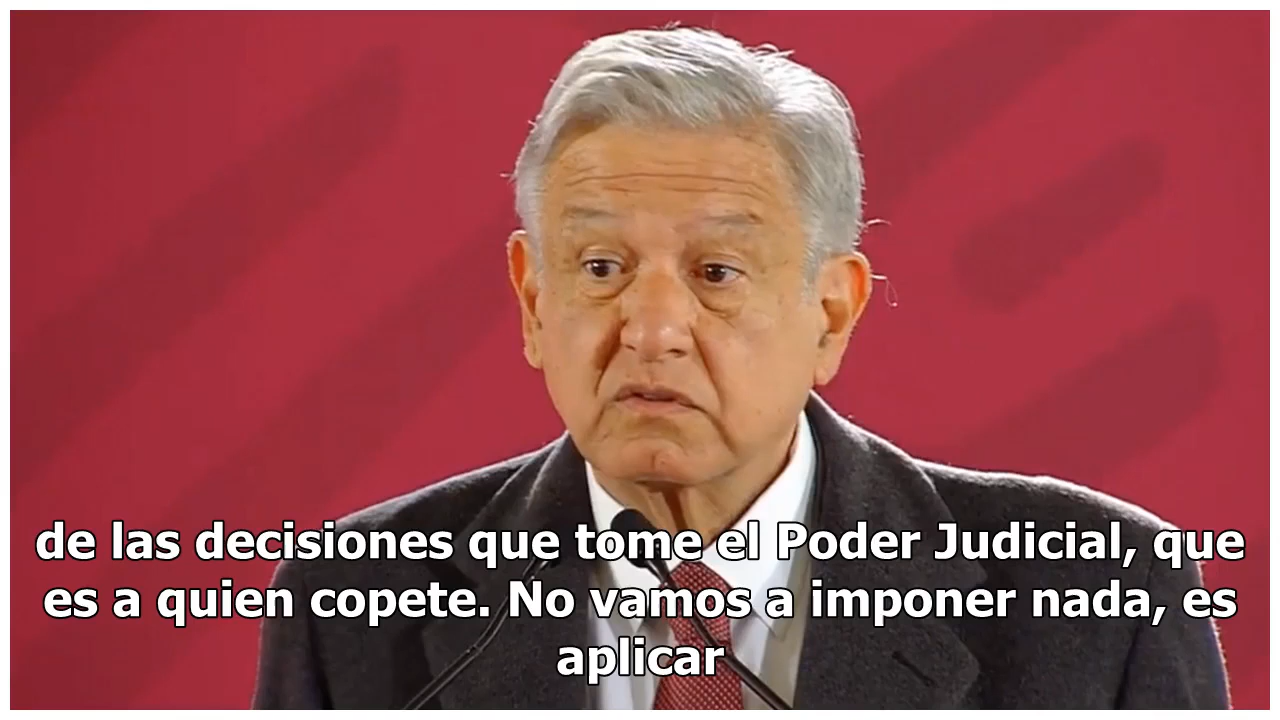 de las decisiones que tome el Poder Judicial, que
es a quien copete. No vamos a imponer nada, es
aplicar